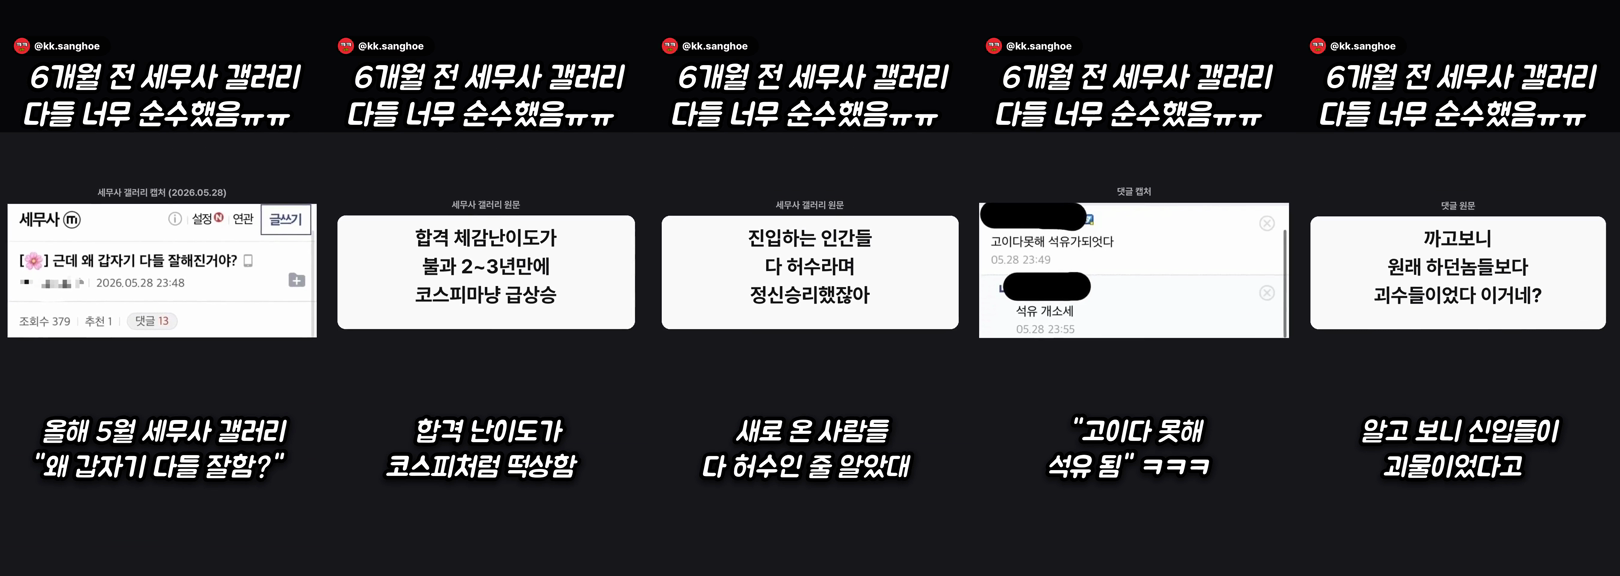 @kk.sanghoe
6개월 전 세무사 갤러리
다들 너무 순수했음ㅠㅠ
세무사 갤러리 캡처 (2026.05.28)
세무사 ⓜ
설정 N 연관 글쓰기
[🌸] 근데 왜 갑자기 다들 잘해진거야?
2026.05.28 23:48
조회수 379 추천 1 댓글 13
올해 5월 세무사 갤러리
"왜 갑자기 다들 잘함?"
@kk.sanghoe
6개월 전 세무사 갤러리
다들 너무 순수했음ㅠㅠ
세무사 갤러리 원문
합격 체감난이도가
불과 2~3년만에
코스피마냥 급상승
합격 난이도가
코스피처럼 떡상함
@kk.sanghoe
6개월 전 세무사 갤러리
다들 너무 순수했음ㅠㅠ
세무사 갤러리 원문
진입하는 인간들
다 허수라며
정신승리했잖아
새로 온 사람들
다 허수인 줄 알았대
@kk.sanghoe
6개월 전 세무사 갤러리
다들 너무 순수했음ㅠㅠ
댓글 캡처
고이다못해 석유가되엇다
05.28 23:49
석유 개소세
05.28 23:55
"고이다 못해
석유 됨" ㅋㅋㅋ
@kk.sanghoe
6개월 전 세무사 갤러리
다들 너무 순수했음ㅠㅠ
댓글 원문
까고보니
원래 하던놈들보다
괴수들이었다 이거네?
알고 보니 신입들이
괴물이었다고